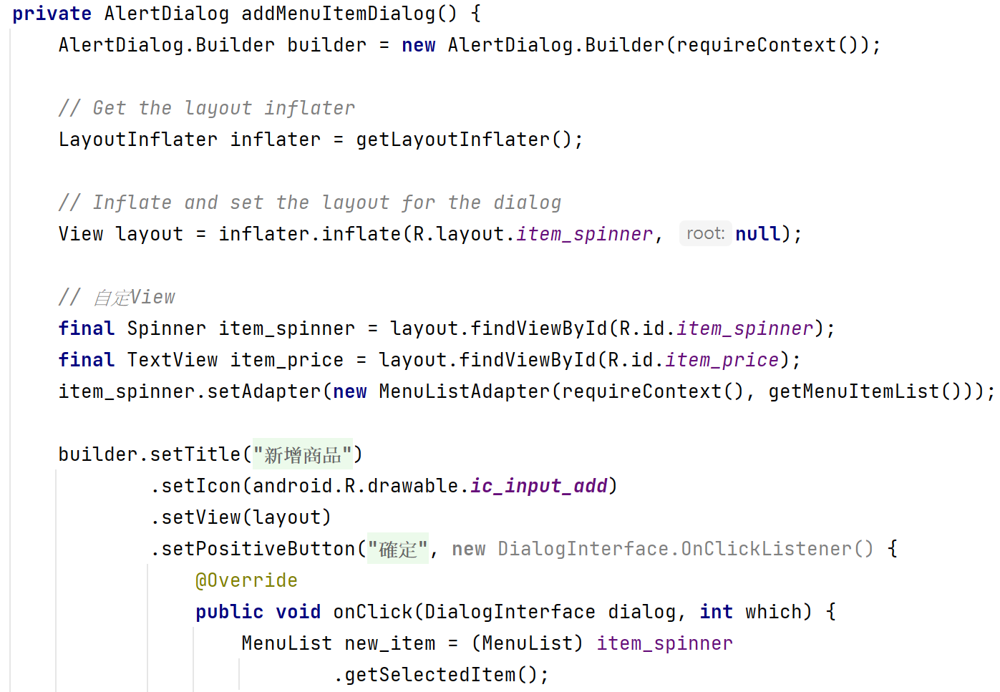 private AlertDialog addMenuItemDialog() {
AlertDialog.Builder builder = new AlertDialog.Builder(requireContext());
// Get the layout inflater
LayoutInflater inflater = getLayoutInflater();
// Inflate and set the layout for the dialog
View layout = inflater.inflate(R.layout.item_spinner, root: null);
// 自定View
final Spinner item_spinner = layout.findViewById(R.id.item_spinner);
final TextView item_price = layout.findViewById(R.id.item_price);
item_spinner.setAdapter(new MenuListAdapter(requireContext(), getMenuItemList()));
builder.setTitle("新增商品")
.setIcon(android.R.drawable.ic_input_add)
.setView(layout)
.setPositiveButton("確定", new DialogInterface.OnClickListener() {
@Override
public void onClick(DialogInterface dialog, int which) {
MenuList new_item = (MenuList) item_spinner
.getSelectedItem();